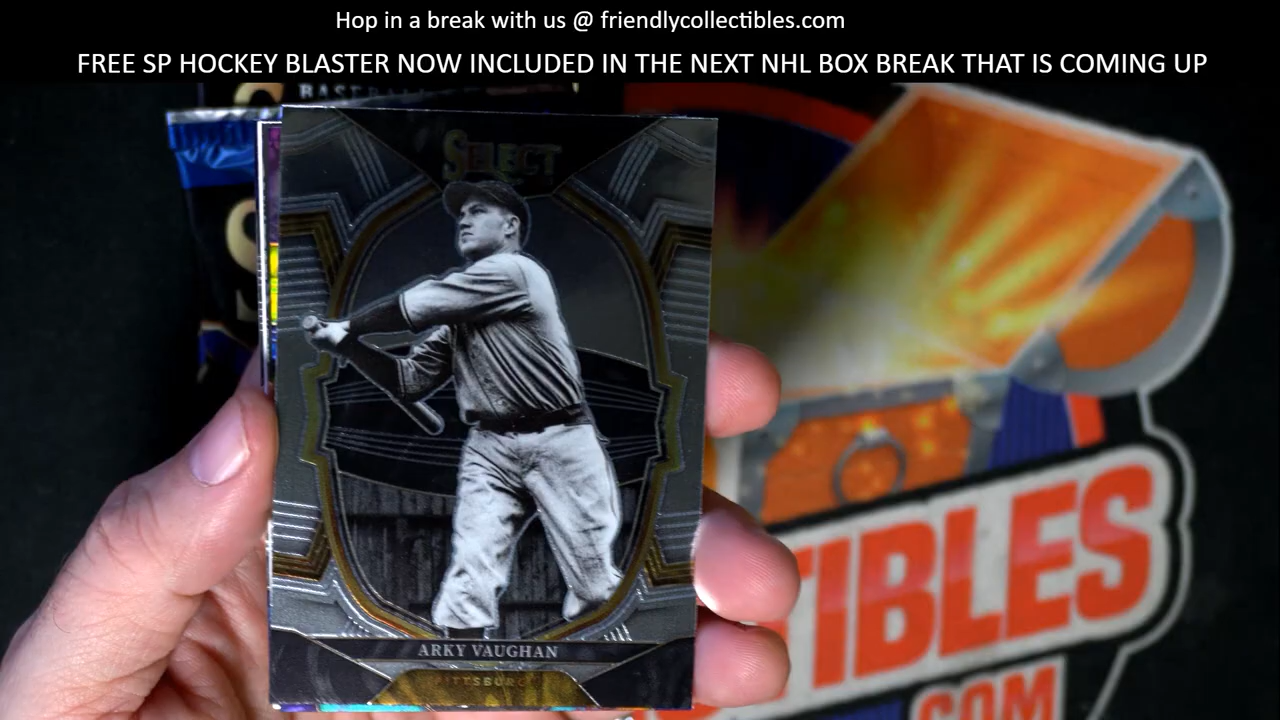 Hop in a break with us @ friendlycollectibles.com
FREE SP HOCKEY BLASTER NOW INCLUDED IN THE NEXT NHL BOX BREAK THAT IS COMING UP
SELECT
ARKY VAUGHAN
PITTSBURGH
TIBLES
.COM